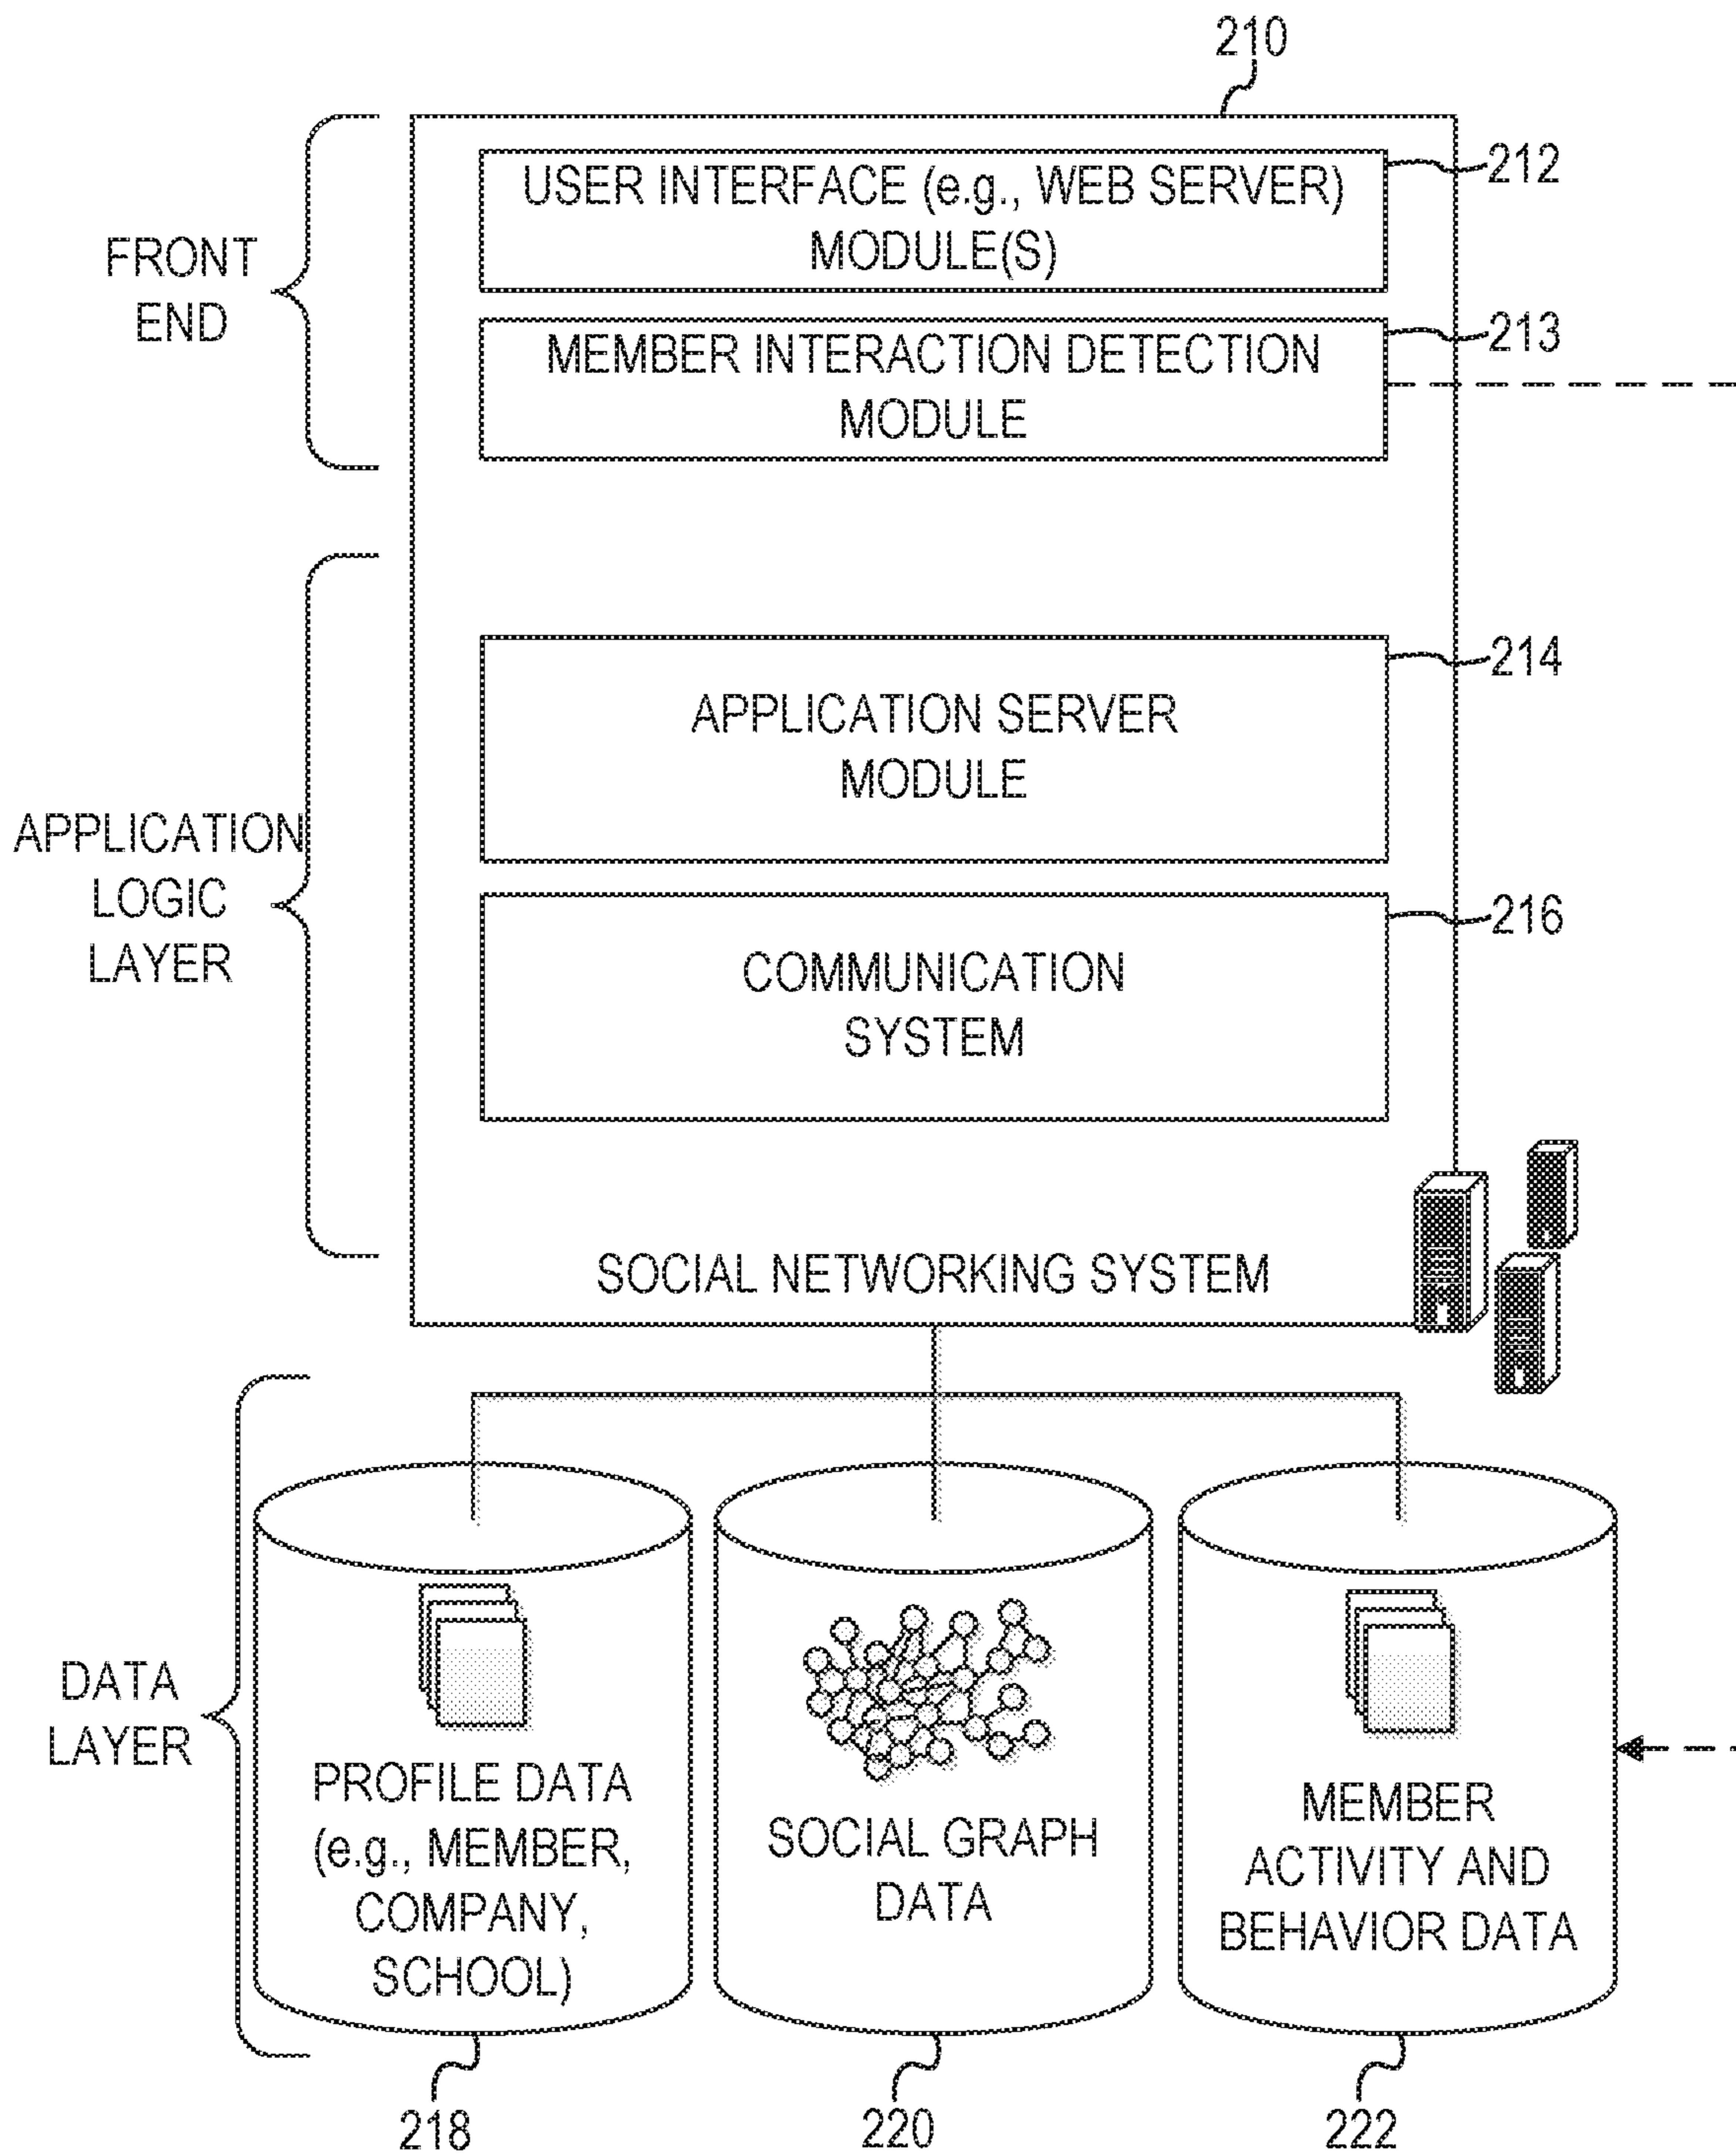 210
USER INTERFACE (e.g., WEB SERVER)
MODULE(S)
212
FRONT
END
MEMBER INTERACTION DETECTION
MODULE
213
APPLICATION SERVER
MODULE
214
APPLICATION
LOGIC
LAYER
COMMUNICATION
SYSTEM
216
SOCIAL NETWORKING SYSTEM
DATA
LAYER
PROFILE DATA
(e.g., MEMBER,
COMPANY,
SCHOOL)
SOCIAL GRAPH
DATA
MEMBER
ACTIVITY AND
BEHAVIOR DATA
218
220
222